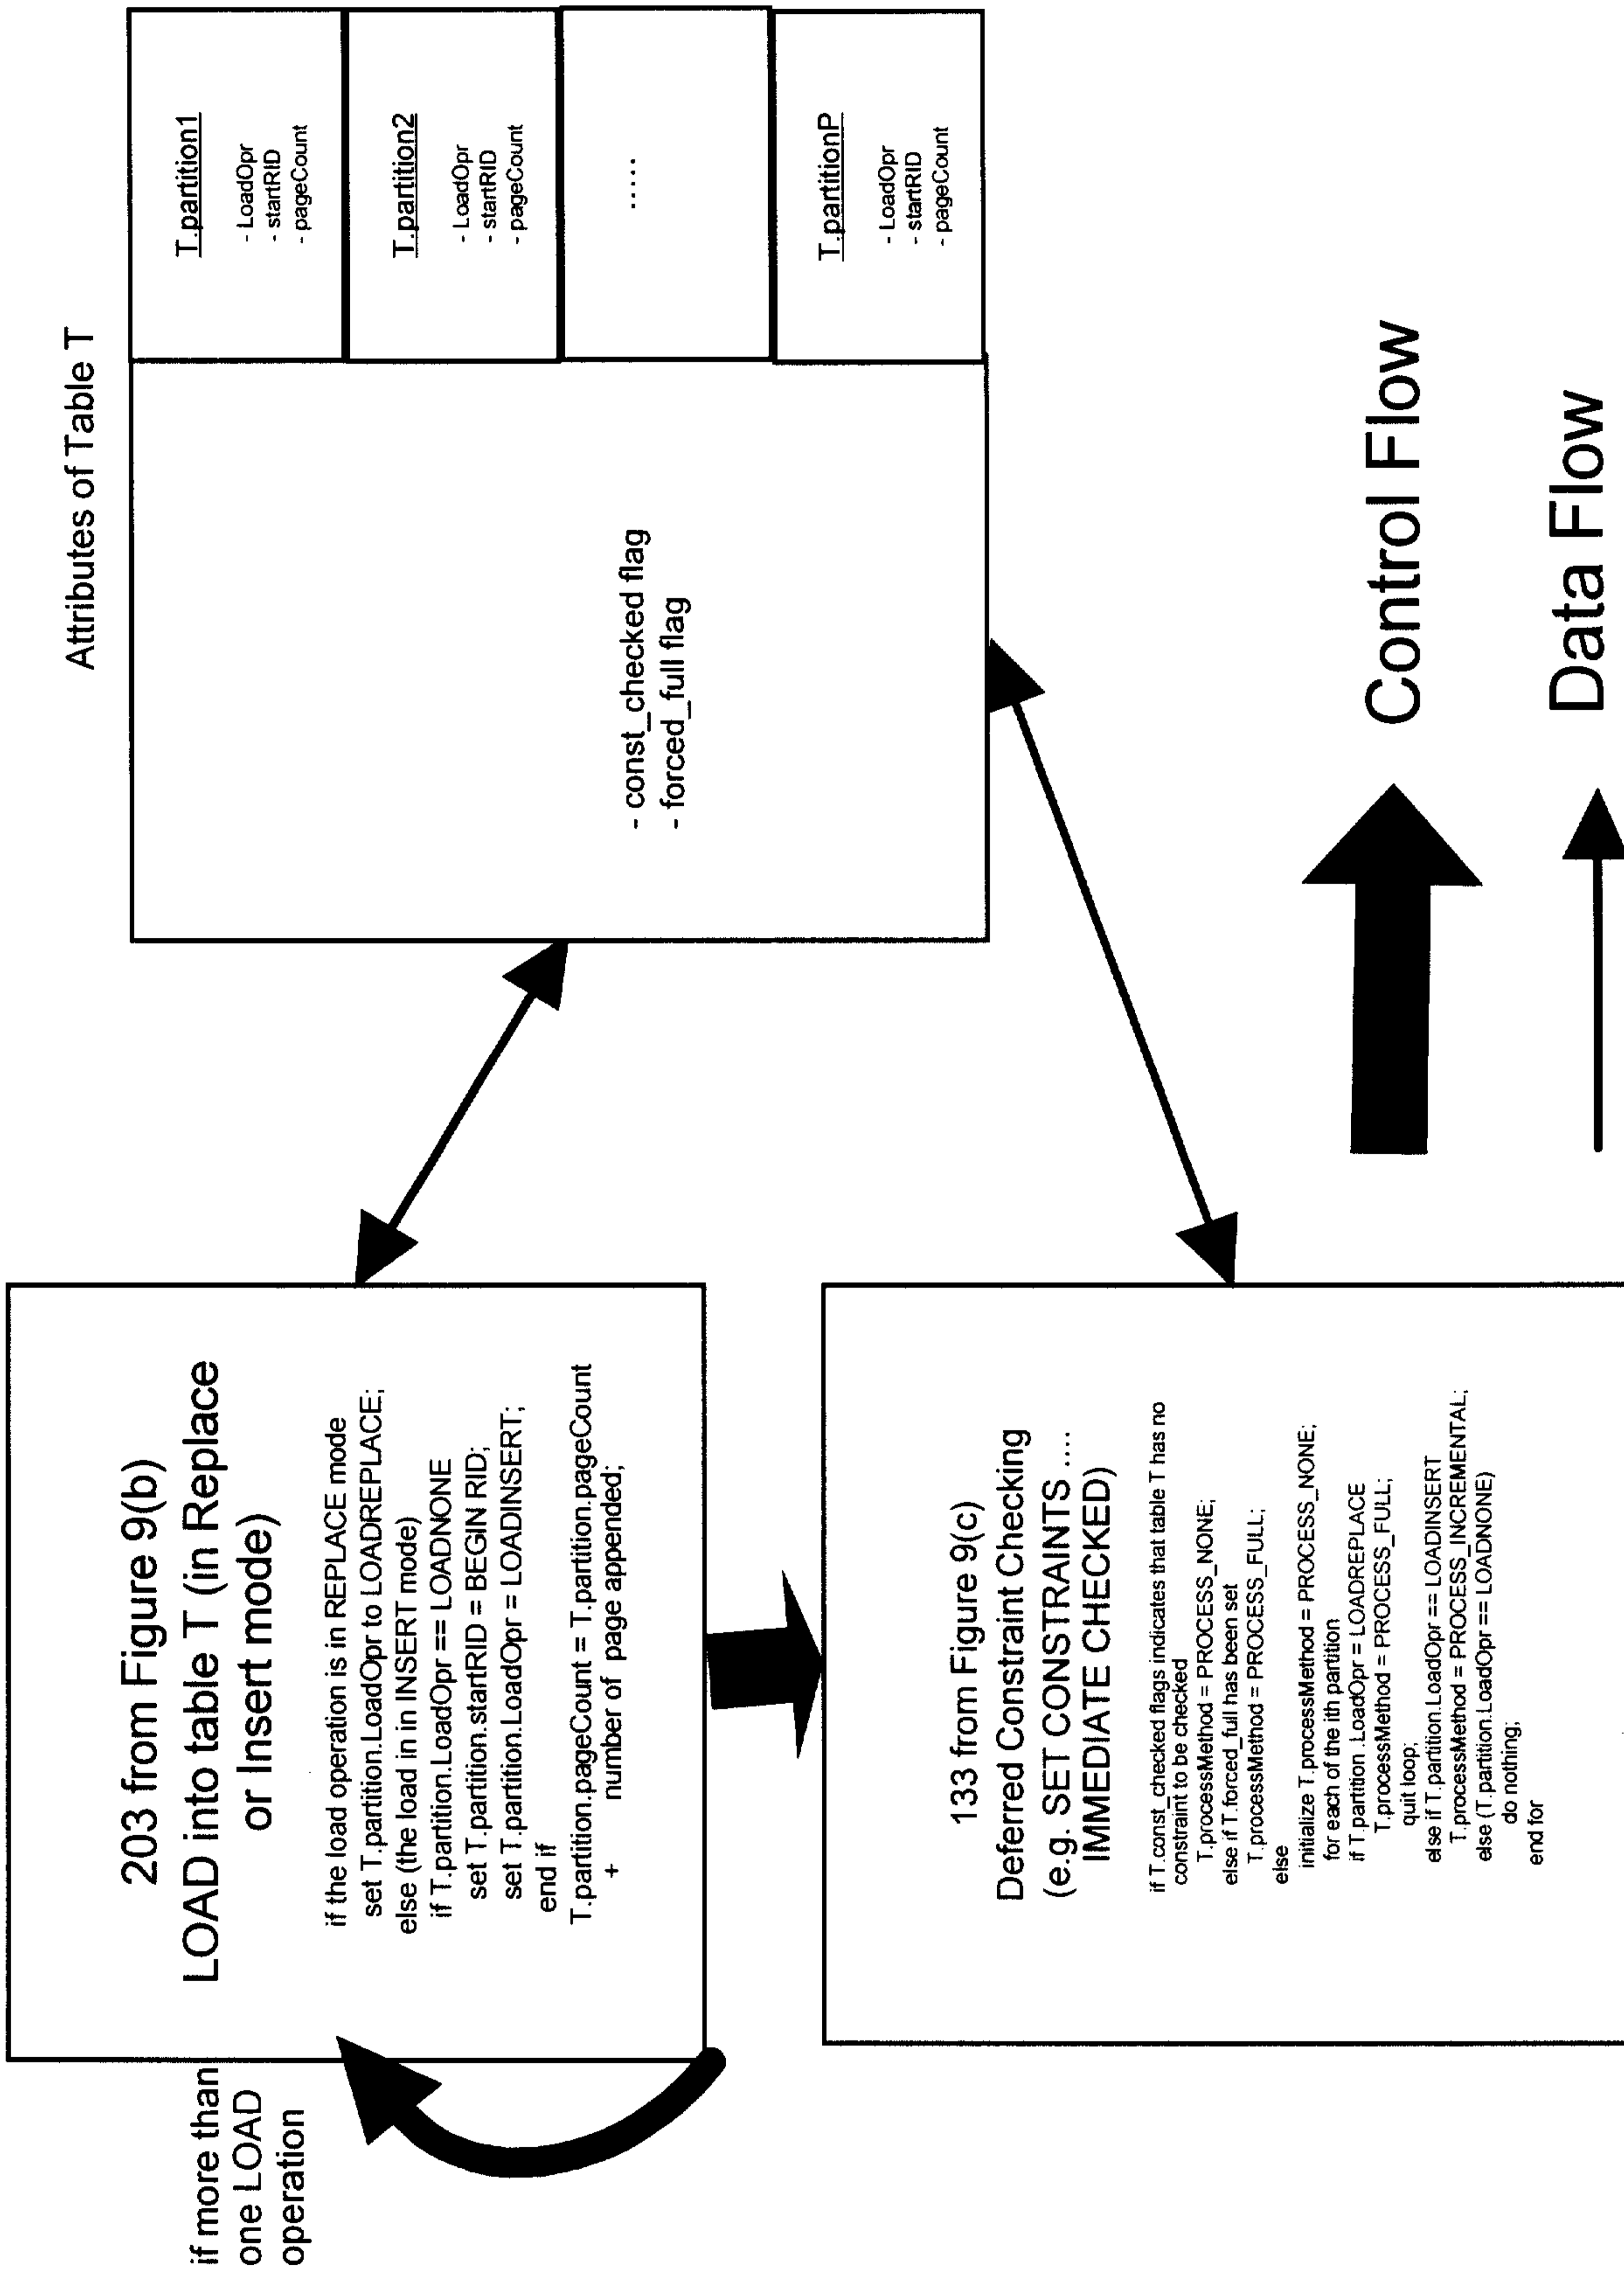 if more than
one LOAD
operation
203 from Figure 9(b)
LOAD into table T (in Replace
or Insert mode)
if the load operation is in REPLACE mode
set T.partition.LoadOpr to LOADREPLACE;
else (the load in in INSERT mode)
if T.partition.LoadOpr == LOADNONE
set T.partition.startRID = BEGIN RID;
set T.partition.LoadOpr = LOADINSERT;
end if
T.partition.pageCount = T.partition.pageCount
+ number of page appended;
133 from Figure 9(c)
Deferred Constraint Checking
(e.g. SET CONSTRAINTS ....
IMMEDIATE CHECKED)
if T.const_checked flags indicates that table T has no
constraint to be checked
T.processMethod = PROCESS_NONE;
else if T.forced_full has been set
T.processMethod = PROCESS_FULL;
else
initialize T.processMethod = PROCESS_NONE;
for each of the ith partition
if T.partition .LoadOpr = LOADREPLACE
T.processMethod = PROCESS_FULL;
quit loop;
else if T.partition.LoadOpr == LOADINSERT
T.processMethod = PROCESS_INCREMENTAL;
else (T.partition.LoadOpr == LOADNONE)
do nothing;
end for
Attributes of Table T
- const_checked flag
- forced_full flag
T.partition1
- LoadOpr
- startRID
- pageCount
T.partition2
- LoadOpr
- startRID
- pageCount
.....
T.partitionP
- LoadOpr
- startRID
- pageCount
Control Flow
Data Flow